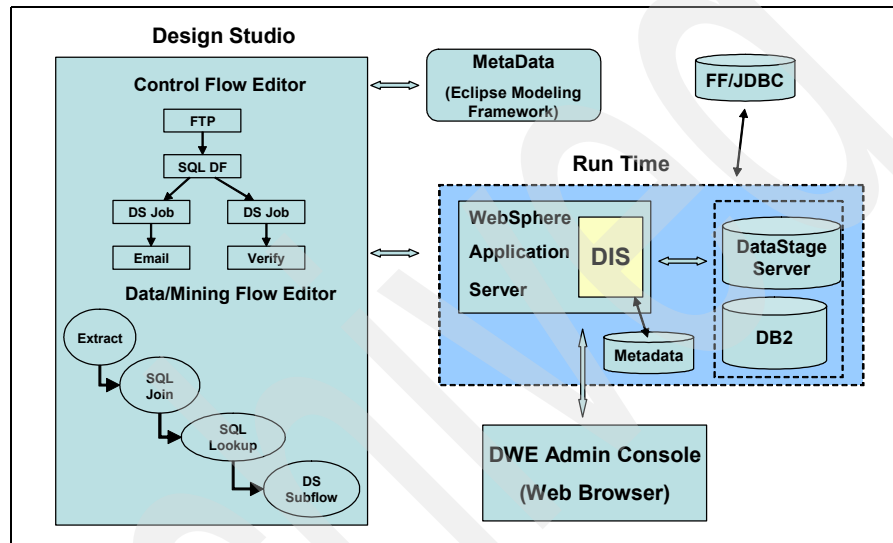 Design Studio
Control Flow Editor
FTP
SQL DF
DS Job
DS Job
Email
Verify
Data/Mining Flow Editor
Extract
SQL
Join
SQL
Lookup
DS
Subflow
MetaData
(Eclipse Modeling
Framework)
FF/JDBC
Run Time
WebSphere
Application
Server
DIS
Metadata
DataStage
Server
DB2
DWE Admin Console
(Web Browser)